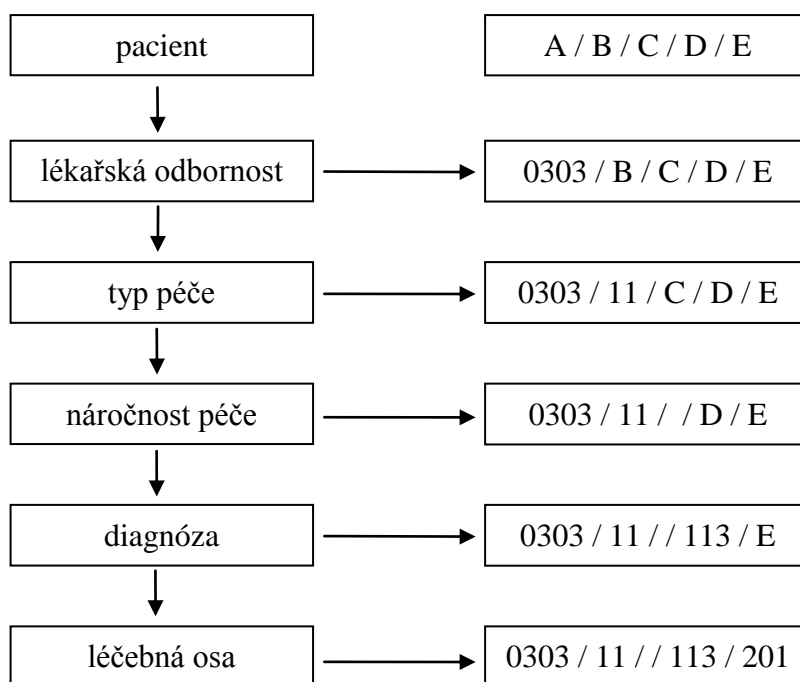 pacient
A / B / C / D / E
lékařská odbornost
0303 / B / C / D / E
typ péče
0303 / 11 / C / D / E
náročnost péče
0303 / 11 / / D / E
diagnóza
0303 / 11 / / 113 / E
léčebná osa
0303 / 11 / / 113 / 201